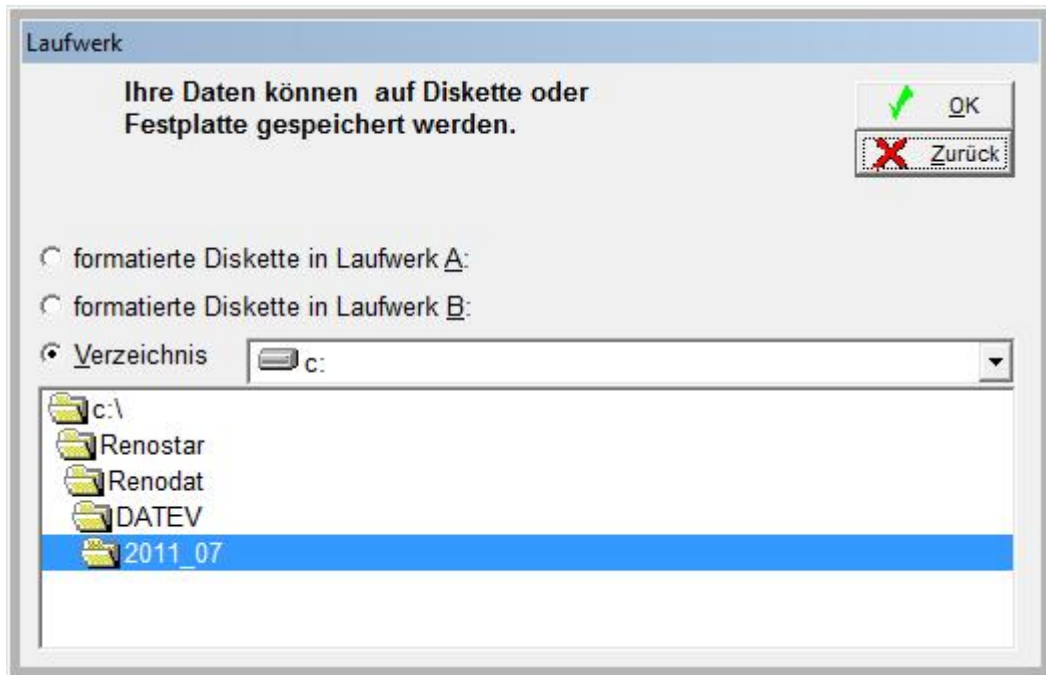 Laufwerk
Ihre Daten können auf Diskette oder
Festplatte gespeichert werden.
OK
Zurück
formatierte Diskette in Laufwerk A:
formatierte Diskette in Laufwerk B:
Verzeichnis
c:
c:\
Renostar
Renodat
DATEV
2011_07